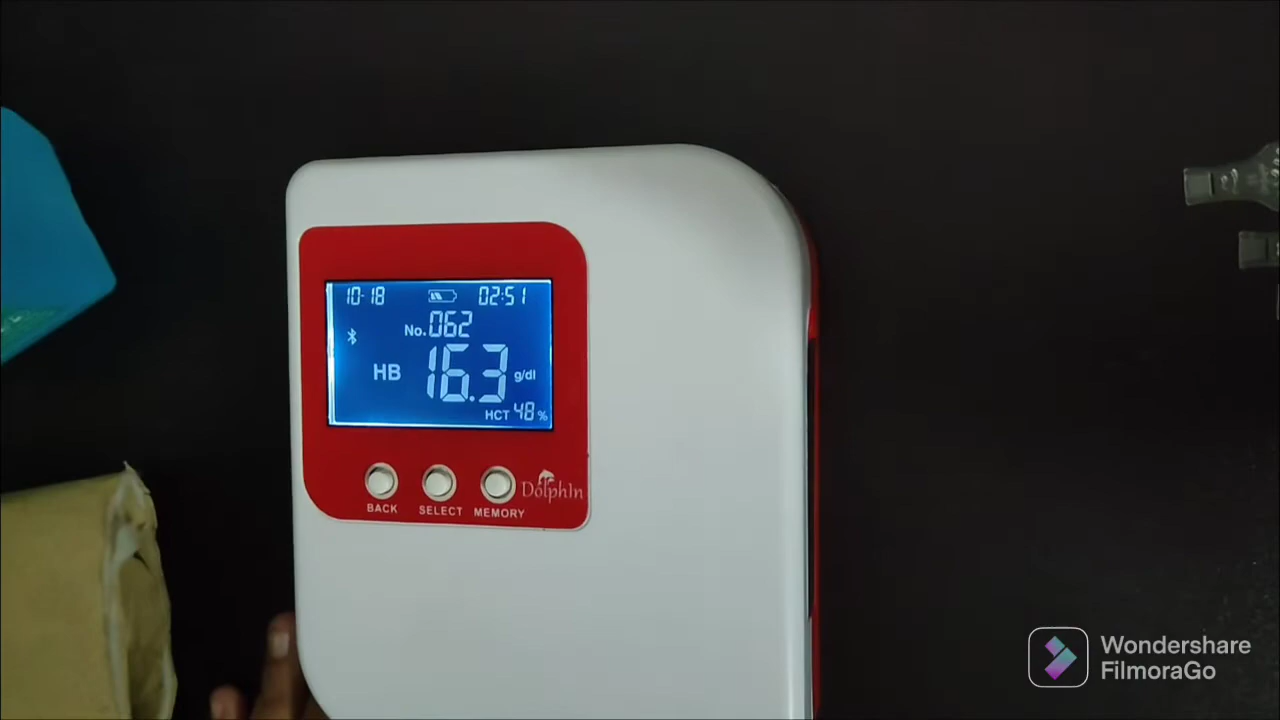 10-18 02:51
No. 062
HB 16.3 g/dl
HCT 48 %
BACK SELECT MEMORY
Dolphin
Wondershare
FilmoraGo